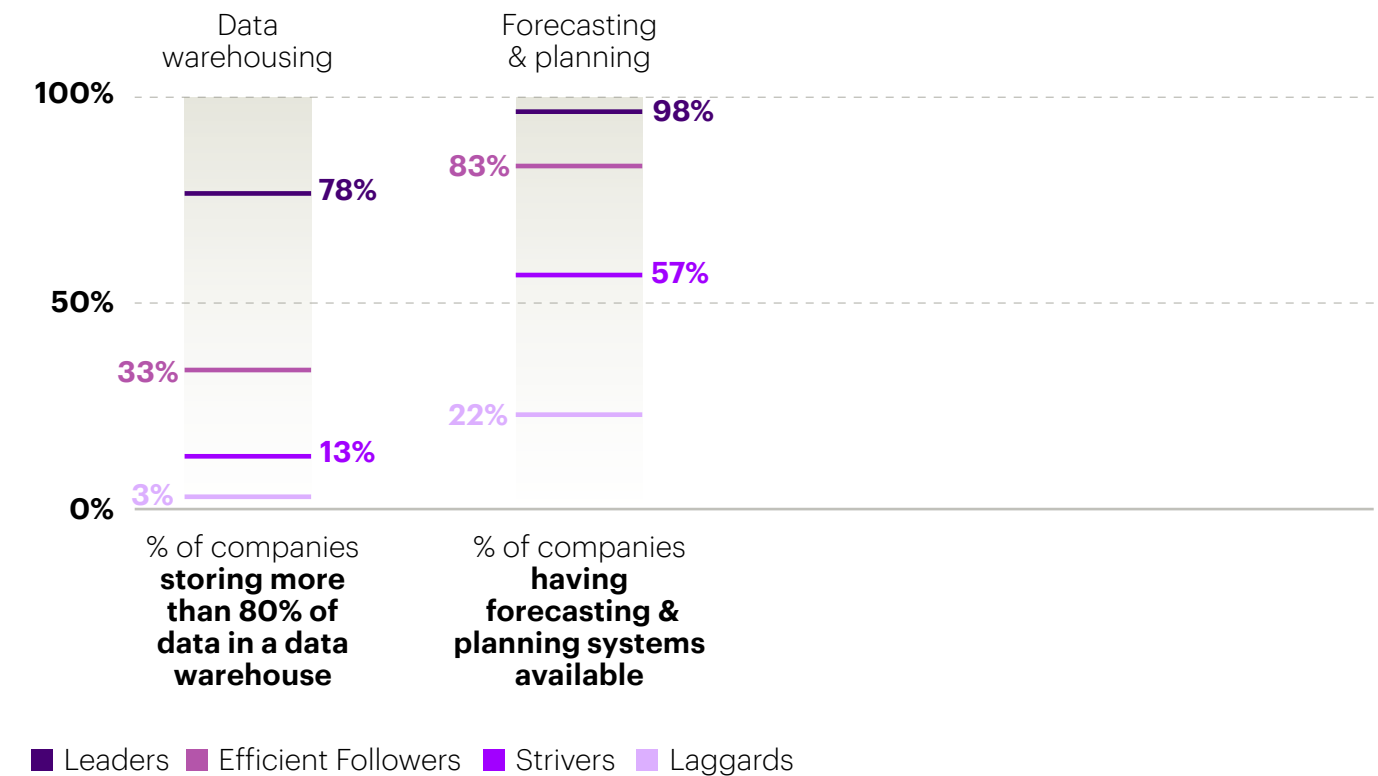 Data
warehousing
Forecasting
& planning
100%
98%
83%
78%
57%
50%
33%
22%
13%
3%
0%
% of companies
storing more
than 80% of
data in a data
warehouse
% of companies
having
forecasting &
planning systems
available
Leaders Efficient Followers Strivers Laggards